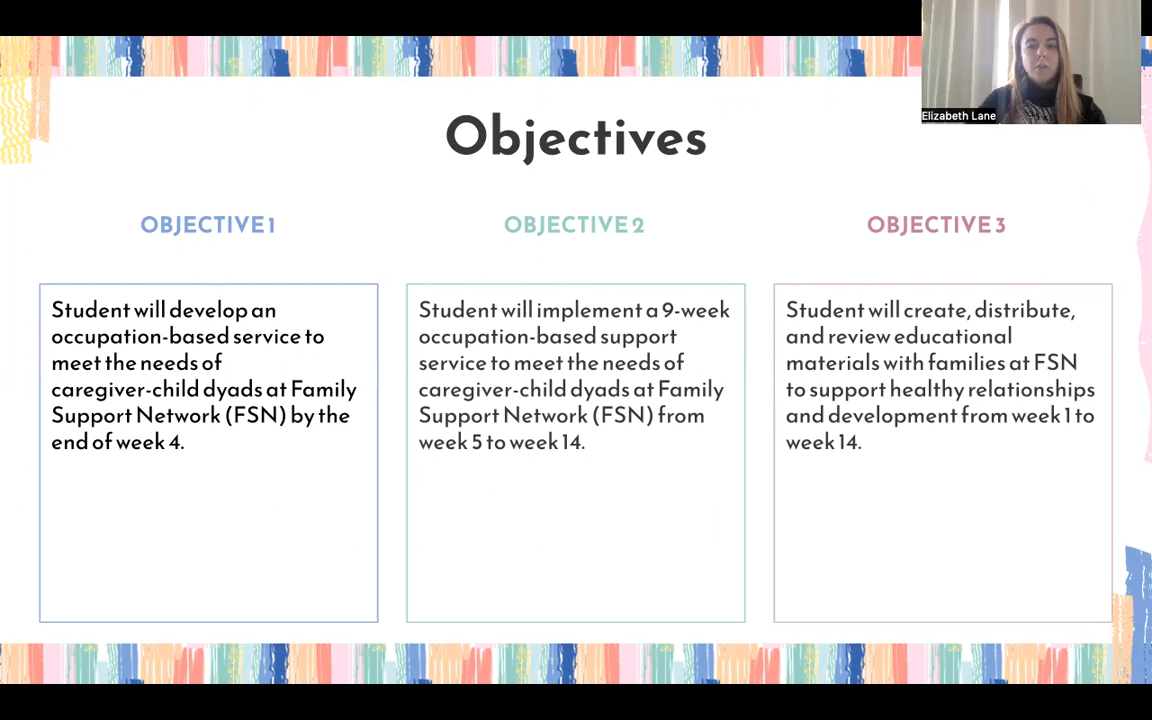 Elizabeth Lane
Objectives
OBJECTIVE 1
Student will develop an
occupation-based service to
meet the needs of
caregiver-child dyads at Family
Support Network (FSN) by the
end of week 4.
OBJECTIVE 2
Student will implement a 9-week
occupation-based support
service to meet the needs of
caregiver-child dyads at Family
Support Network (FSN) from
week 5 to week 14.
OBJECTIVE 3
Student will create, distribute,
and review educational
materials with families at FSN
to support healthy relationships
and development from week 1 to
week 14.